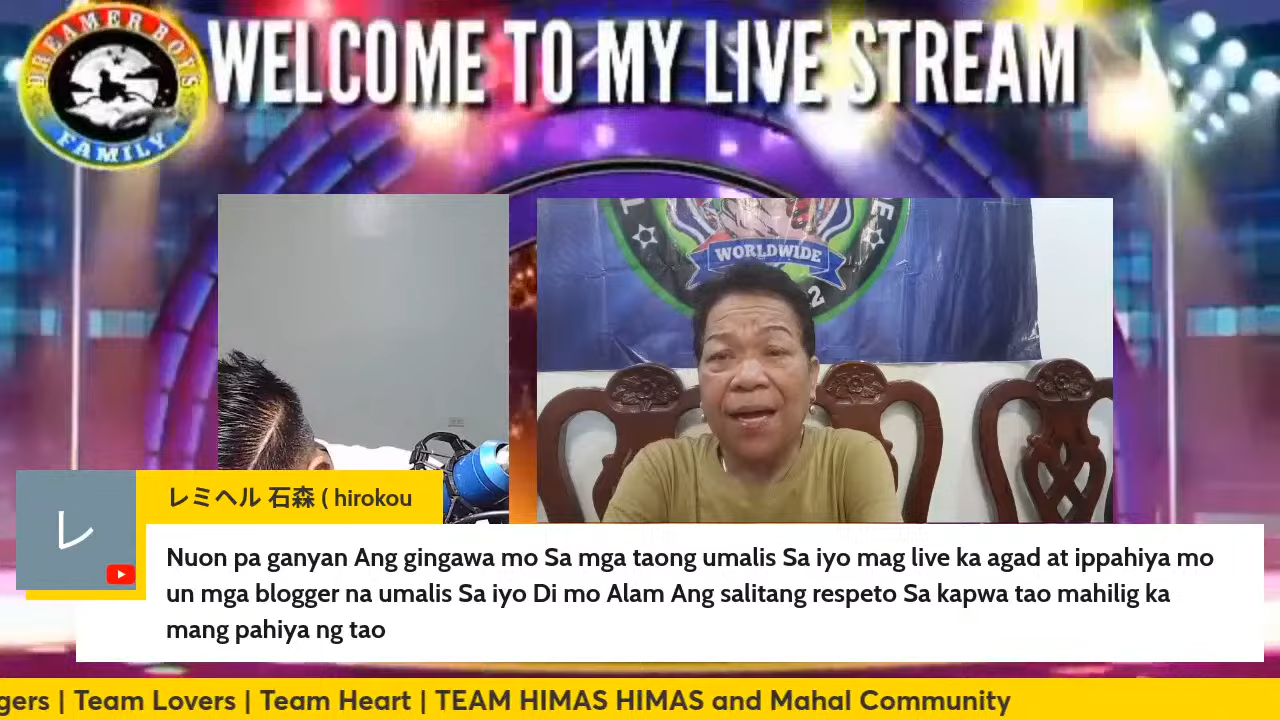 DREAMER BOYS
FAMILY
WELCOME TO MY LIVE STREAM
WORLDWIDE
レミヘル 石森 ( hirokou
レ
Nuon pa ganyan Ang gingawa mo Sa mga taong umalis Sa iyo mag live ka agad at ippahiya mo
un mga blogger na umalis Sa iyo Di mo Alam Ang salitang respeto Sa kapwa tao mahilig ka
mang pahiya ng tao
gers | Team Lovers | Team Heart | TEAM HIMAS HIMAS and Mahal Community